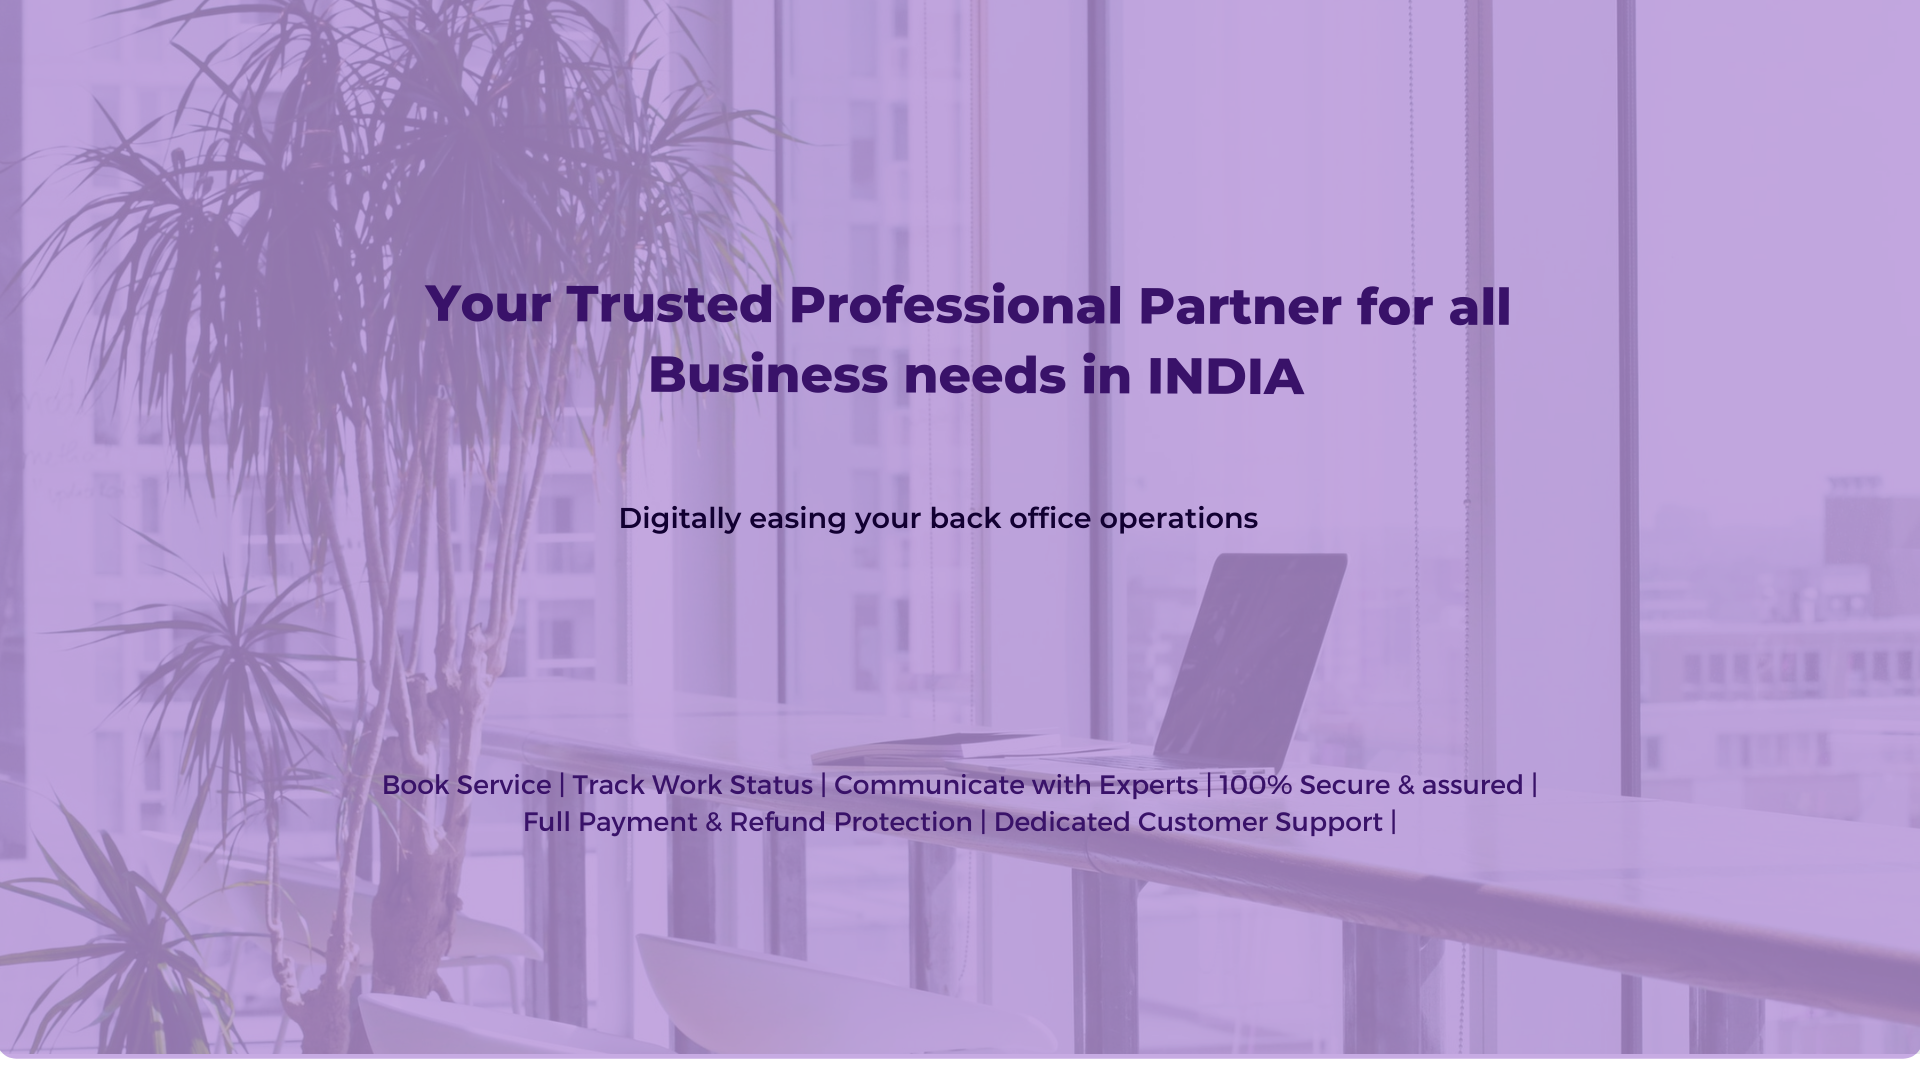 Your Trusted Professional Partner for all
Business needs in INDIA
Digitally easing your back office operations
Book Service | Track Work Status | Communicate with Experts | 100% Secure & assured |
Full Payment & Refund Protection | Dedicated Customer Support |